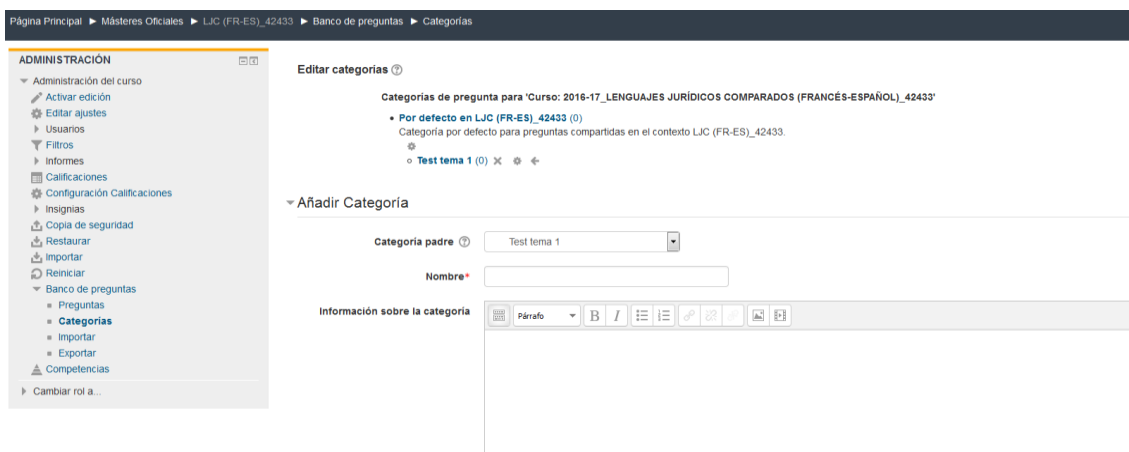 Página Principal ► Másteres Oficiales ► LJC (FR-ES)_42433 ► Banco de preguntas ► Categorías
ADMINISTRACIÓN
Administración del curso
Activar edición
Editar ajustes
Usuarios
Filtros
Informes
Calificaciones
Configuración Calificaciones
Insignias
Copia de seguridad
Restaurar
Importar
Reiniciar
Banco de preguntas
Preguntas
Categorías
Importar
Exportar
Competencias
Cambiar rol a...
Editar categorías
Categorías de pregunta para 'Curso: 2016-17_LENGUAJES JURÍDICOS COMPARADOS (FRANCÉS-ESPAÑOL)_42433'
Por defecto en LJC (FR-ES)_42433 (0)
Categoría por defecto para preguntas compartidas en el contexto LJC (FR-ES)_42433.
Test tema 1 (0)
Añadir Categoría
Categoría padre Test tema 1
Nombre*
Información sobre la categoría
Párrafo B I